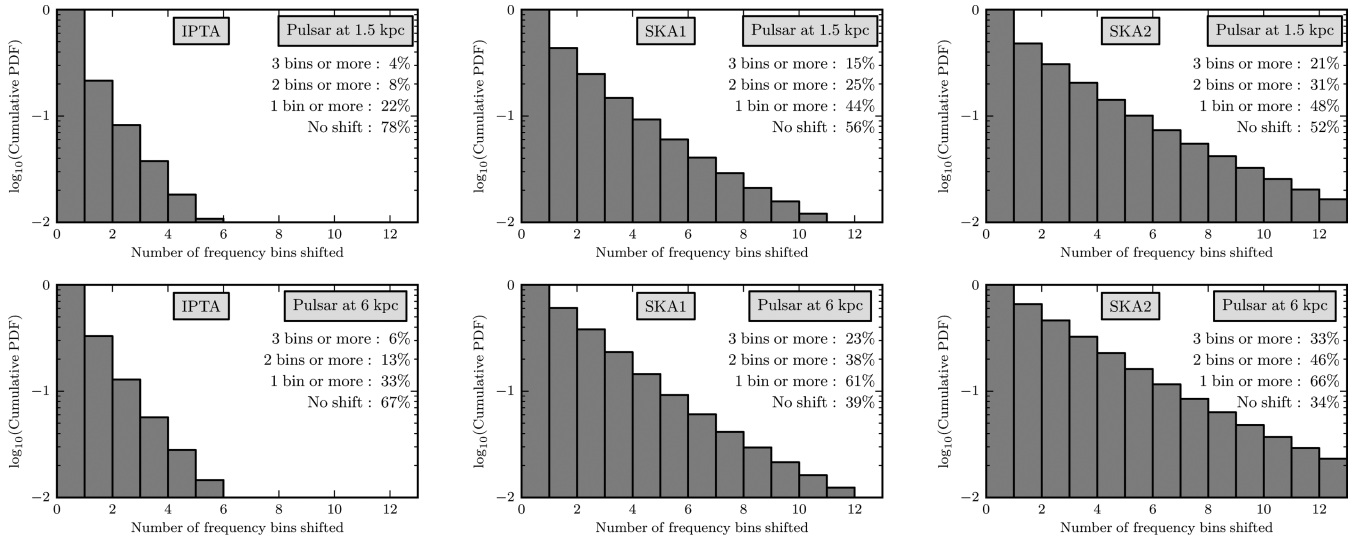 IPTA
Pulsar at 1.5 kpc
3 bins or more : 4%
2 bins or more : 8%
1 bin or more : 22%
No shift : 78%
log₁₀(Cumulative PDF)
0
−1
−2
0 2 4 6 8 10 12
Number of frequency bins shifted
SKA1
Pulsar at 1.5 kpc
3 bins or more : 15%
2 bins or more : 25%
1 bin or more : 44%
No shift : 56%
log₁₀(Cumulative PDF)
0
−1
−2
0 2 4 6 8 10 12
Number of frequency bins shifted
SKA2
Pulsar at 1.5 kpc
3 bins or more : 21%
2 bins or more : 31%
1 bin or more : 48%
No shift : 52%
log₁₀(Cumulative PDF)
0
−1
−2
0 2 4 6 8 10 12
Number of frequency bins shifted
IPTA
Pulsar at 6 kpc
3 bins or more : 6%
2 bins or more : 13%
1 bin or more : 33%
No shift : 67%
log₁₀(Cumulative PDF)
0
−1
−2
0 2 4 6 8 10 12
Number of frequency bins shifted
SKA1
Pulsar at 6 kpc
3 bins or more : 23%
2 bins or more : 38%
1 bin or more : 61%
No shift : 39%
log₁₀(Cumulative PDF)
0
−1
−2
0 2 4 6 8 10 12
Number of frequency bins shifted
SKA2
Pulsar at 6 kpc
3 bins or more : 33%
2 bins or more : 46%
1 bin or more : 66%
No shift : 34%
log₁₀(Cumulative PDF)
0
−1
−2
0 2 4 6 8 10 12
Number of frequency bins shifted